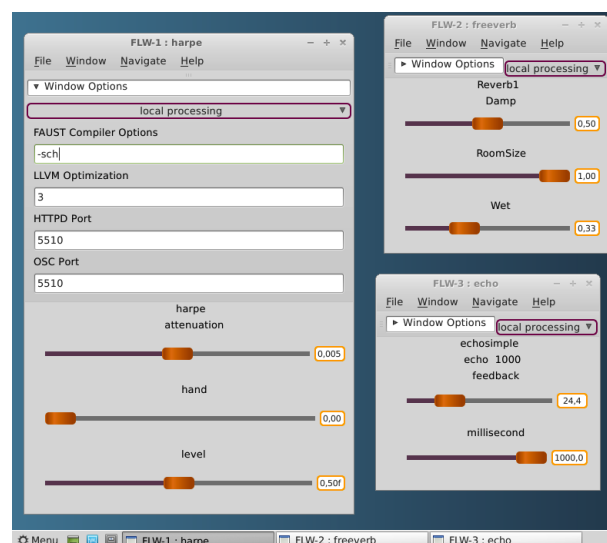 FLW-1 : harpe
File Window Navigate Help
Window Options
local processing
FAUST Compiler Options
-sch
LLVM Optimization
3
HTTPD Port
5510
OSC Port
5510
harpe
attenuation
0,005
hand
0,00
level
0,50f
FLW-2 : freeverb
File Window Navigate Help
Window Options local processing
Reverb1
Damp
0,50
RoomSize
1,00
Wet
0,33
FLW-3 : echo
File Window Navigate Help
Window Options local processing
echosimple
echo 1000
feedback
24,4
millisecond
1000,0
Menu FLW-1 : harpe FLW-2 : freeverb FLW-3 : echo